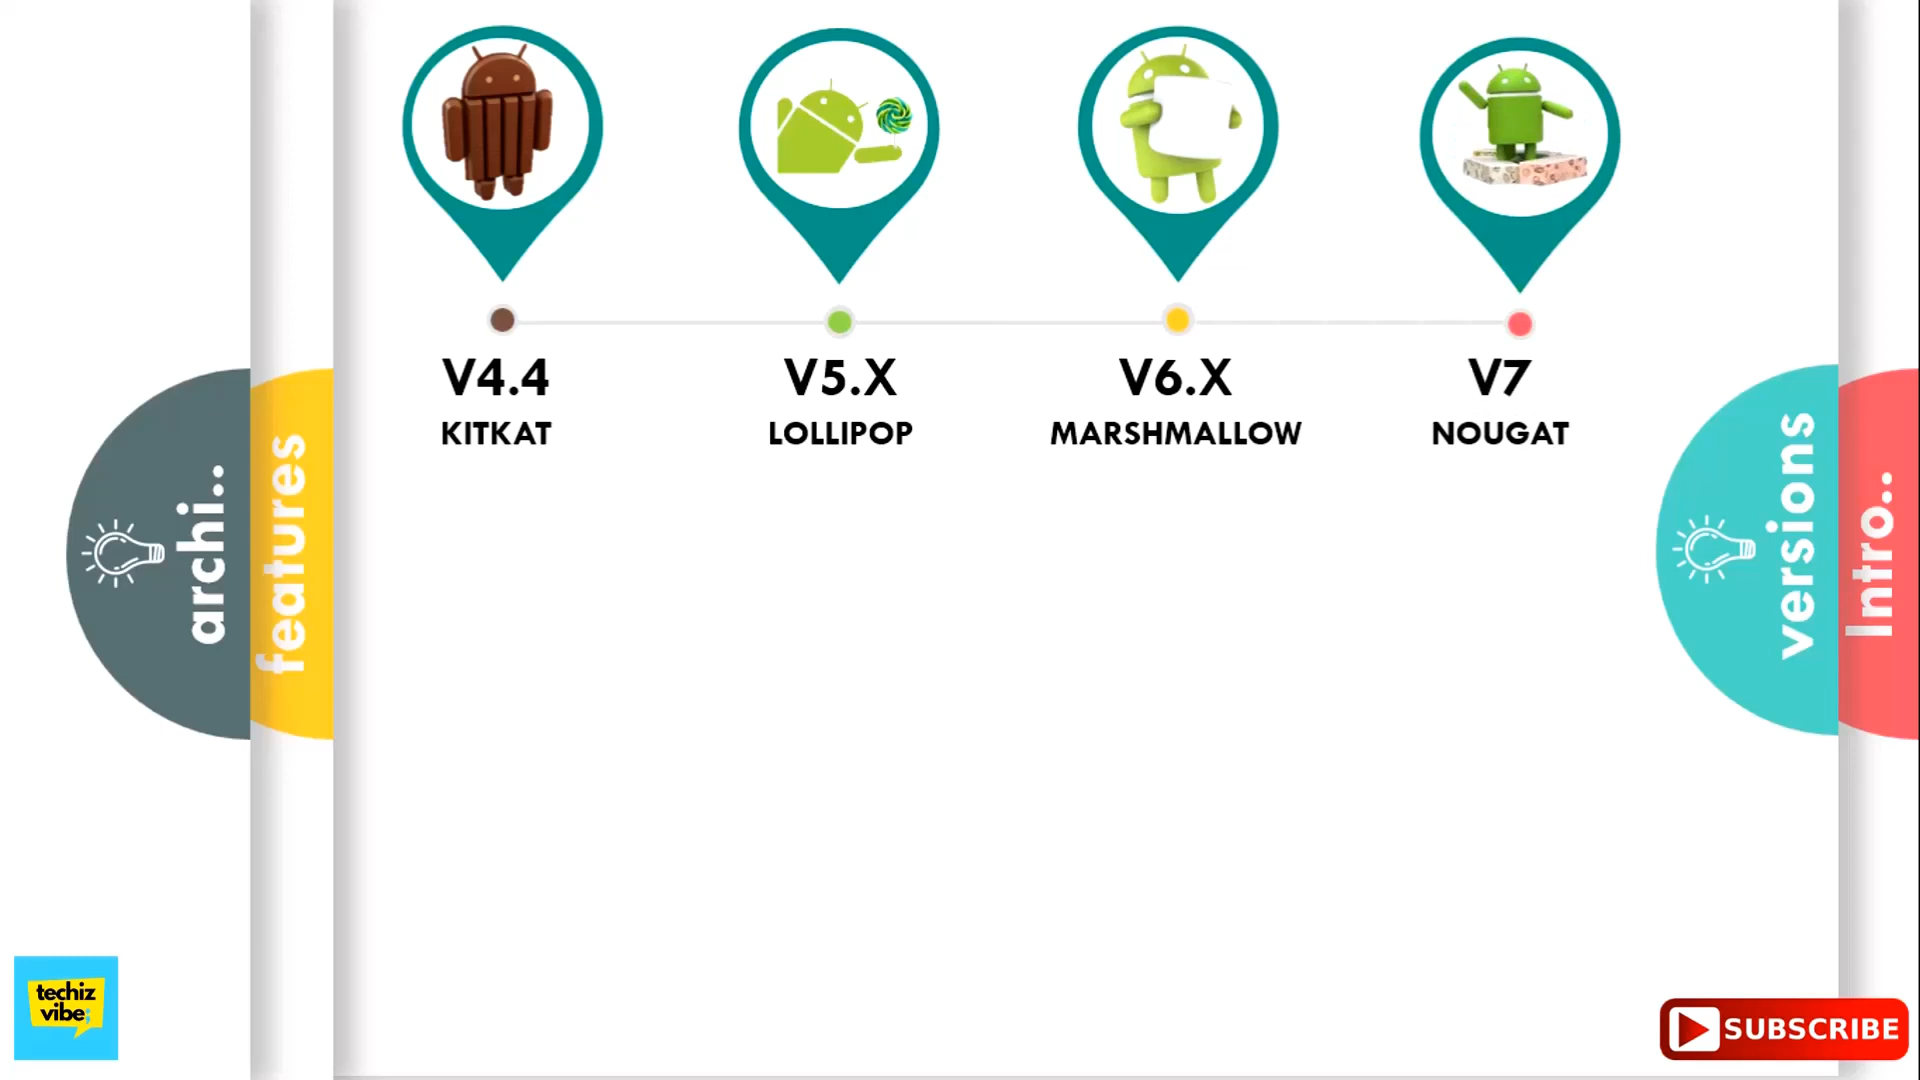 V4.4
KITKAT
V5.X
LOLLIPOP
V6.X
MARSHMALLOW
V7
NOUGAT
archi..
features
versions
Intro..
techiz
vibe;
SUBSCRIBE